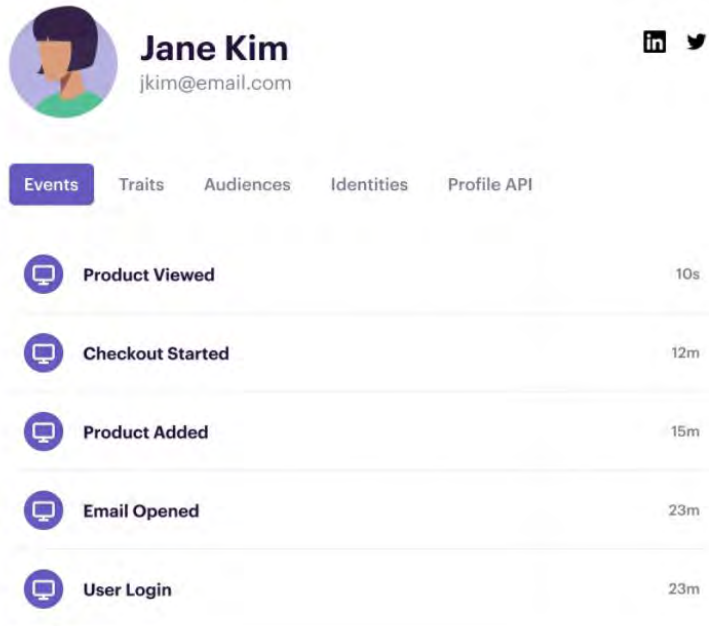 Jane Kim
jkim@email.com
in
Events Traits Audiences Identities Profile API
Product Viewed 10s
Checkout Started 12m
Product Added 15m
Email Opened 23m
User Login 23m